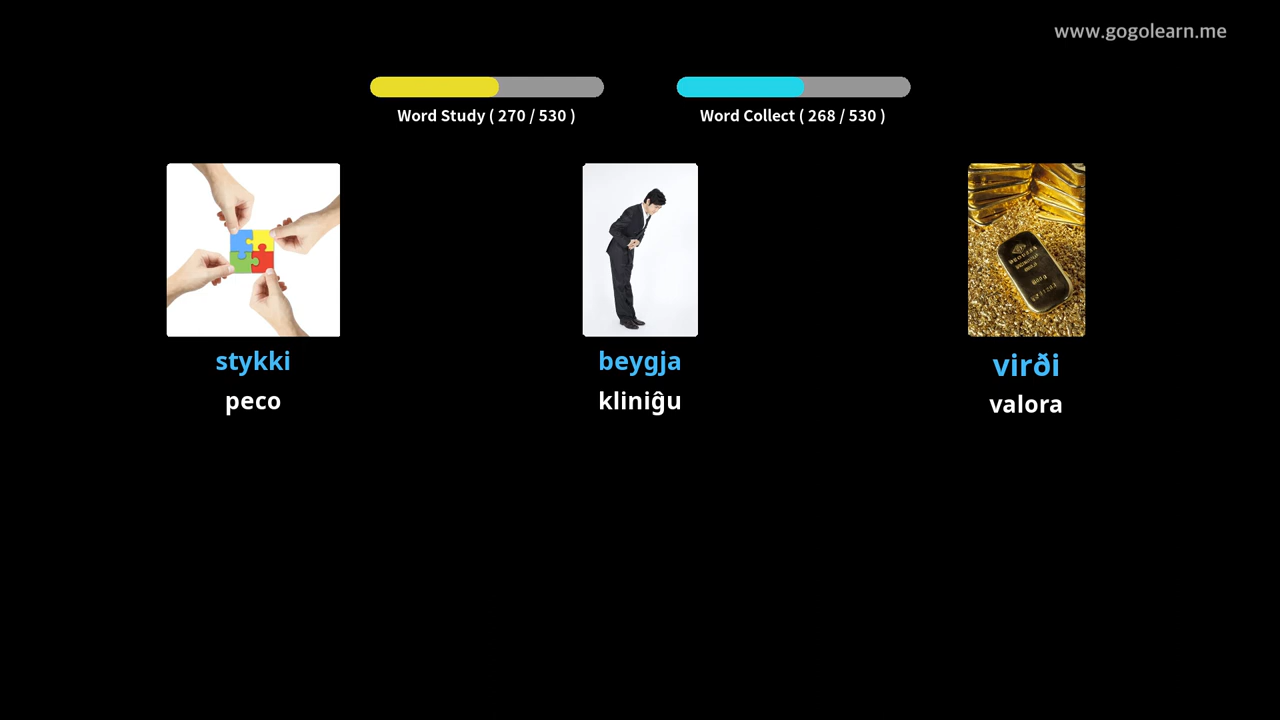 www.gogolearn.me
Word Study ( 270 / 530 )
Word Collect ( 268 / 530 )
stykki
beygja
virði
peco
kliniĝu
valora